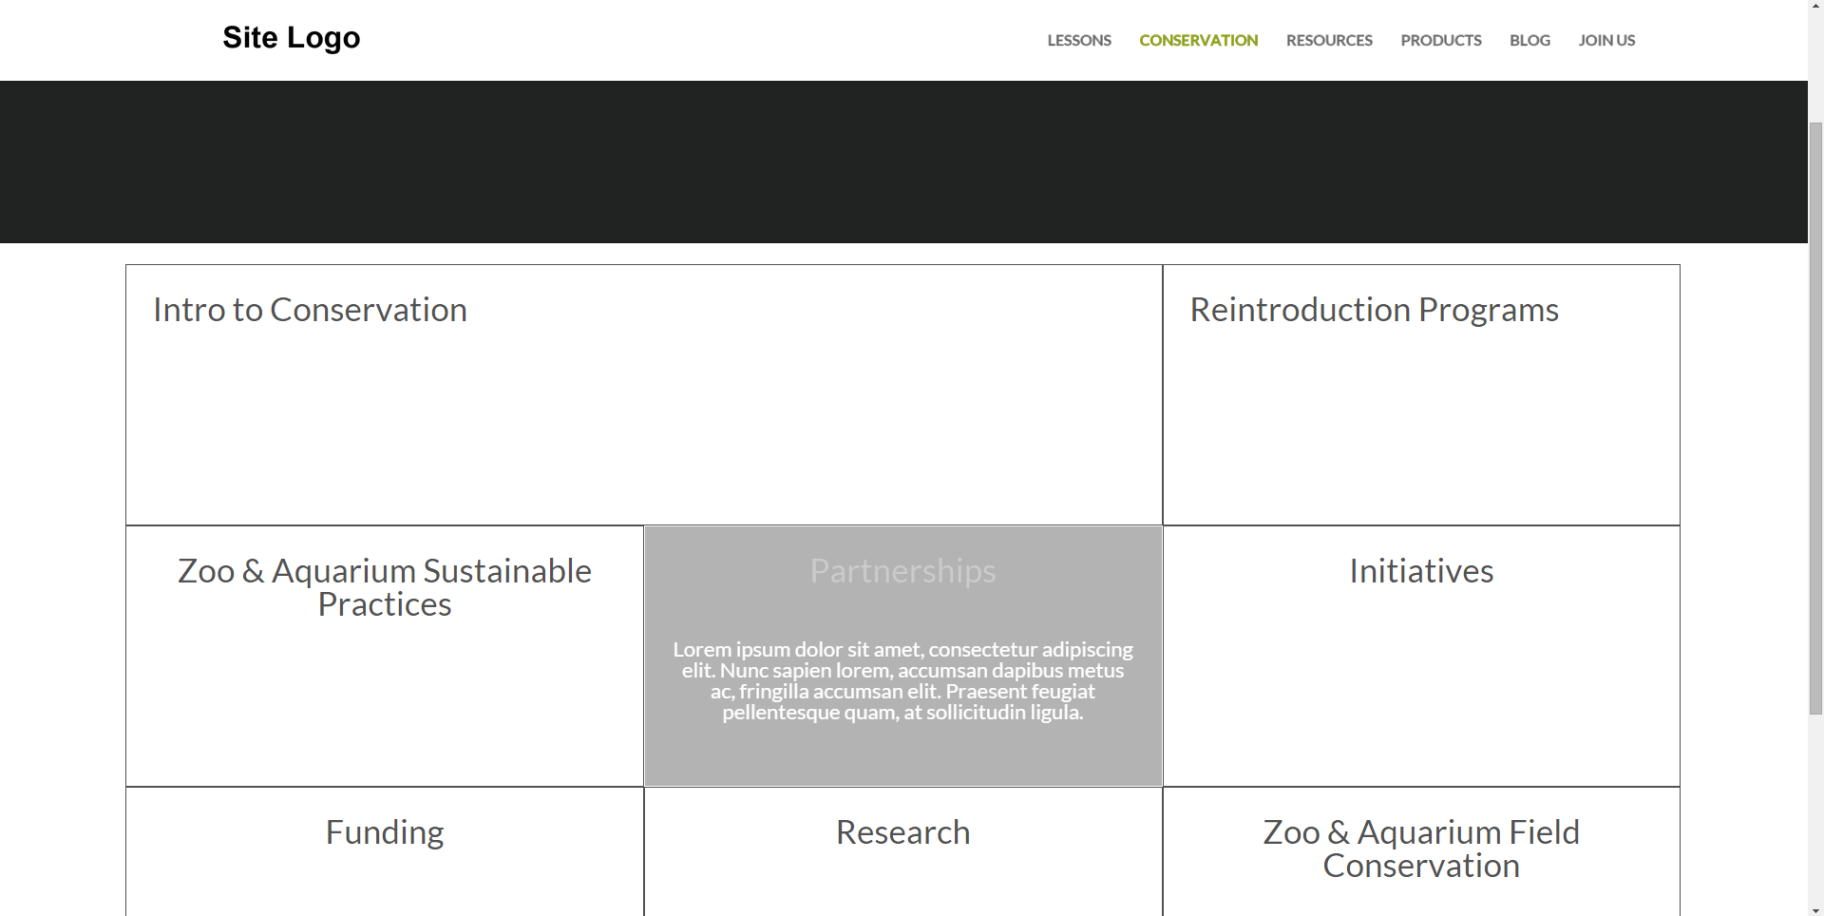 Site Logo
LESSONS CONSERVATION RESOURCES PRODUCTS BLOG JOIN US
Intro to Conservation
Reintroduction Programs
Zoo & Aquarium Sustainable
Practices
Partnerships
Lorem ipsum dolor sit amet, consectetur adipiscing
elit. Nunc sapien lorem, accumsan dapibus metus
ac, fringilla accumsan elit. Praesent feugiat
pellentesque quam, at sollicitudin ligula.
Initiatives
Funding
Research
Zoo & Aquarium Field
Conservation